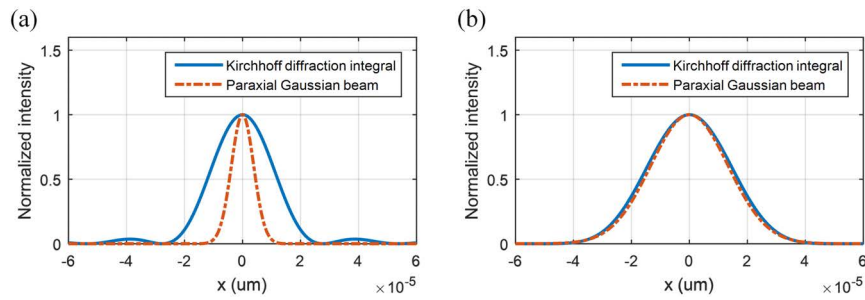 (a)
Normalized intensity
1.5
1
0.5
0
Kirchhoff diffraction integral
Paraxial Gaussian beam
-6 -4 -2 0 2 4 6
x (um)
× 10^-5
(b)
Normalized intensity
1.5
1
0.5
0
Kirchhoff diffraction integral
Paraxial Gaussian beam
-6 -4 -2 0 2 4 6
x (um)
× 10^-5